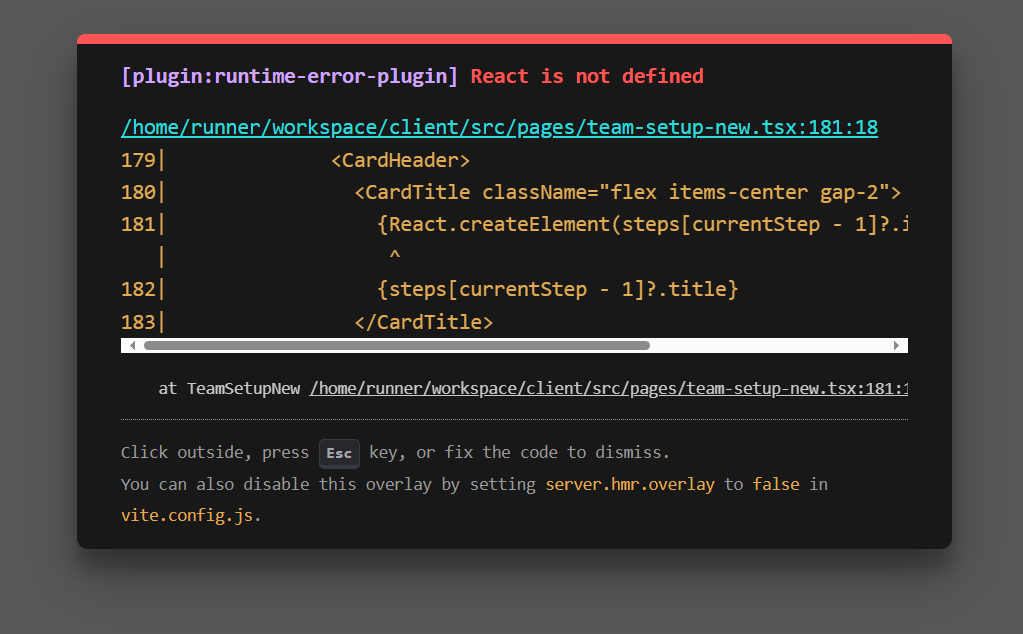 [plugin:runtime-error-plugin] React is not defined
/home/runner/workspace/client/src/pages/team-setup-new.tsx:181:18
179|              <CardHeader>
180|                <CardTitle className="flex items-center gap-2">
181|                  {React.createElement(steps[currentStep - 1]?.i
   |                   ^
182|                  {steps[currentStep - 1]?.title}
183|                </CardTitle>
at TeamSetupNew /home/runner/workspace/client/src/pages/team-setup-new.tsx:181:1
Click outside, press Esc key, or fix the code to dismiss.
You can also disable this overlay by setting server.hmr.overlay to false in
vite.config.js.